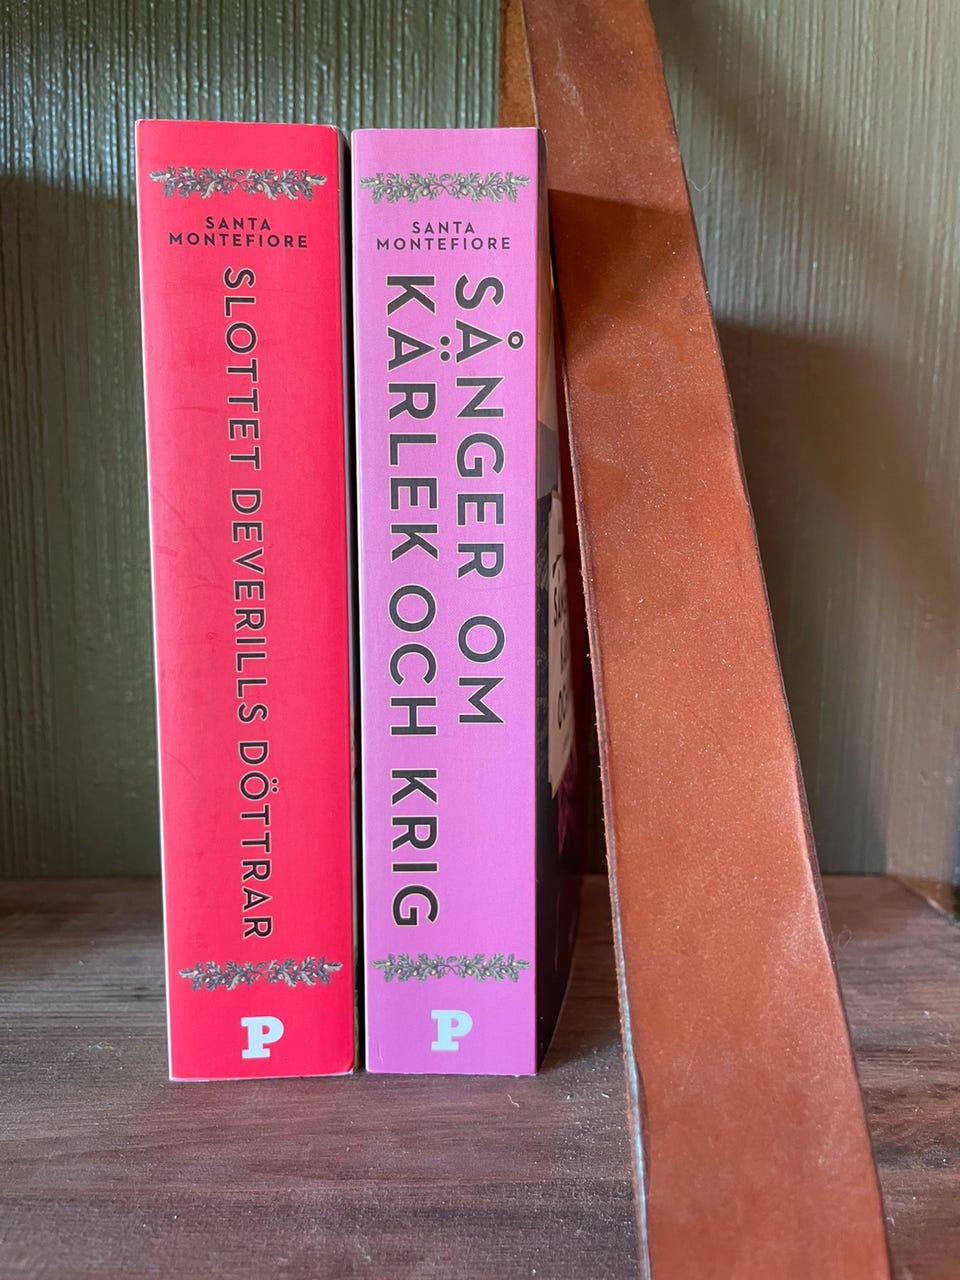 SANTA
MONTEFIORE
SLOTTET DEVERILLS DÖTTRAR
P
SANTA
MONTEFIORE
SÅNGER OM
KÄRLEK OCH KRIG
P